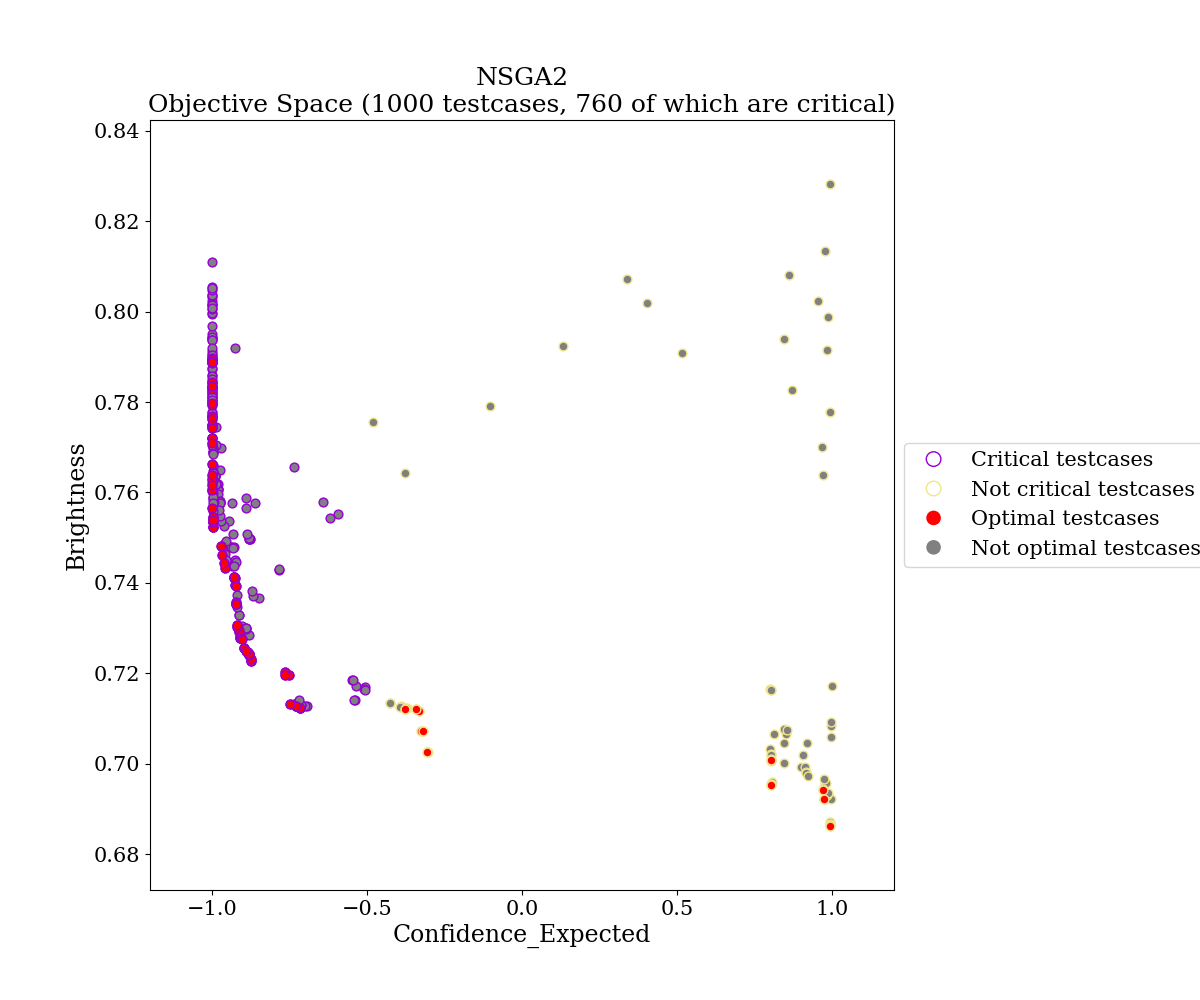 NSGA2
Objective Space (1000 testcases, 760 of which are critical)
0.84
0.82
0.80
0.78
0.76
0.74
0.72
0.70
0.68
Brightness
−1.0
−0.5
0.0
0.5
1.0
Confidence_Expected
Critical testcases
Not critical testcases
Optimal testcases
Not optimal testcases